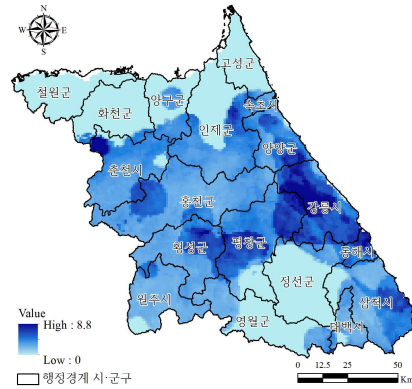 N
W E
S
고성군
철원군
양구군
속초시
화천군
인제군
양양군
춘천시
홍천군
강릉시
횡성군
평창군
동해시
정선군
삼척시
원주시
영월군
태백시
Value
High : 8.8
Low : 0
행정경계 시·군구
0 12.5 25 50
Km